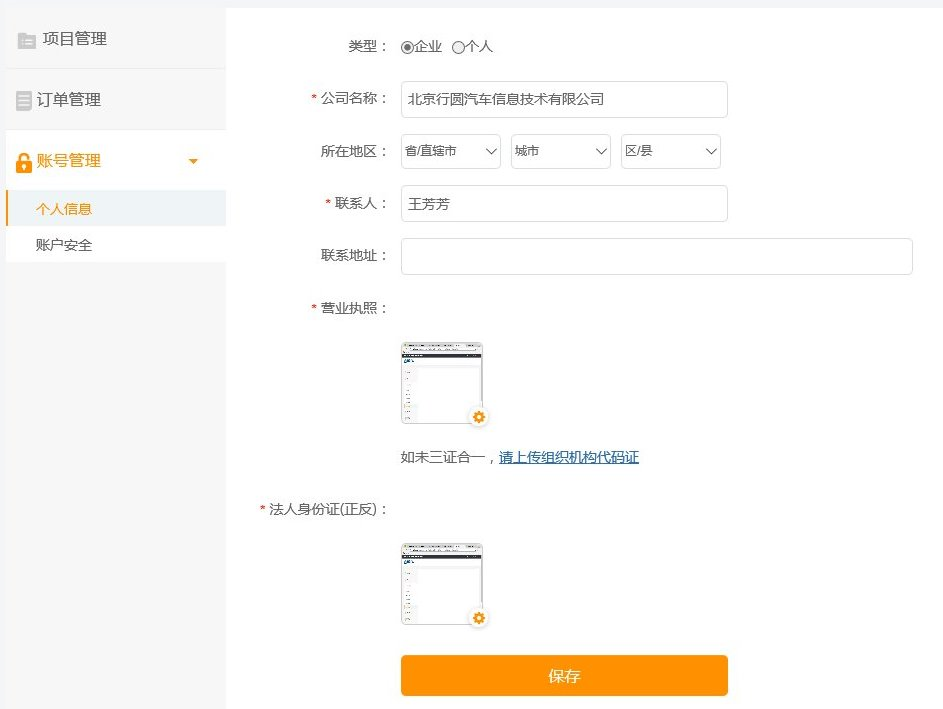 项目管理
订单管理
账号管理
个人信息
账户安全
类型： 企业 个人
* 公司名称： 北京行圆汽车信息技术有限公司
所在地区： 省/直辖市 城市 区/县
* 联系人： 王芳芳
联系地址：
* 营业执照：
如未三证合一，请上传组织机构代码证
* 法人身份证(正反)：
保存